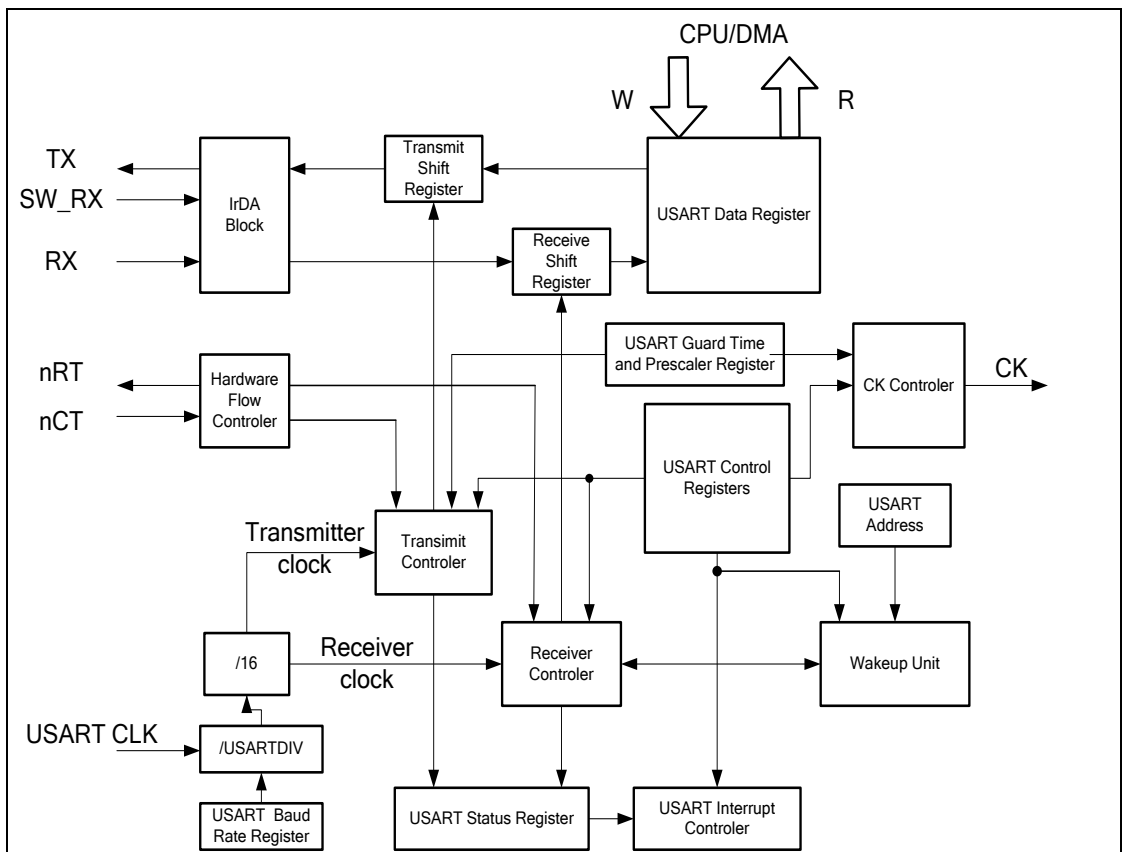 CPU/DMA
W
R
TX
SW_RX
RX
IrDA
Block
Transmit
Shift
Register
USART Data Register
Receive
Shift
Register
nRT
nCT
Hardware
Flow
Controler
USART Guard Time
and Prescaler Register
CK Controler
CK
USART Control
Registers
USART
Address
Transmitter
clock
Transimit
Controler
/16
Receiver
clock
Receiver
Controler
Wakeup Unit
USART CLK
/USARTDIV
USART Baud
Rate Register
USART Status Register
USART Interrupt
Controler